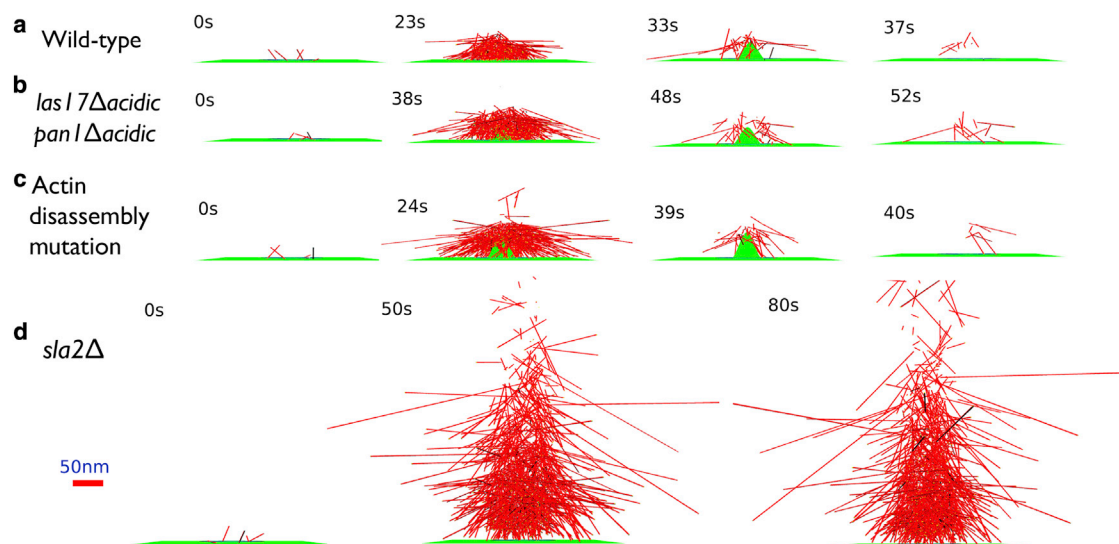 a Wild-type 0s 23s 33s 37s
b las17Δacidic
pan1Δacidic 0s 38s 48s 52s
c Actin
disassembly
mutation 0s 24s 39s 40s
d sla2Δ 0s 50s 80s
50nm